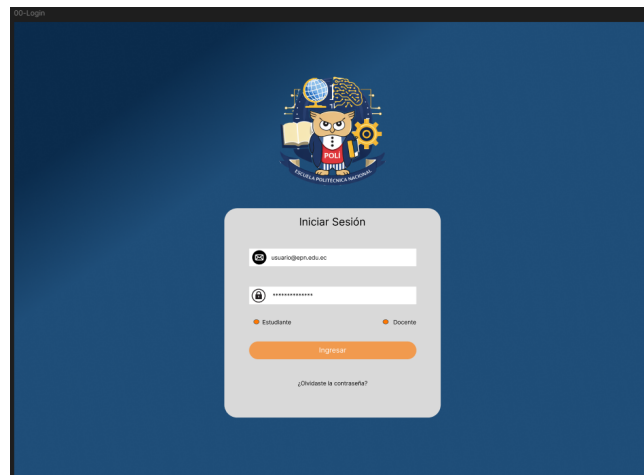 00-Login
POLI
ESCUELA POLITÉCNICA NACIONAL
Iniciar Sesión
usuario@epn.edu.ec
**************
Estudiante
Docente
Ingresar
¿Olvidaste la contraseña?